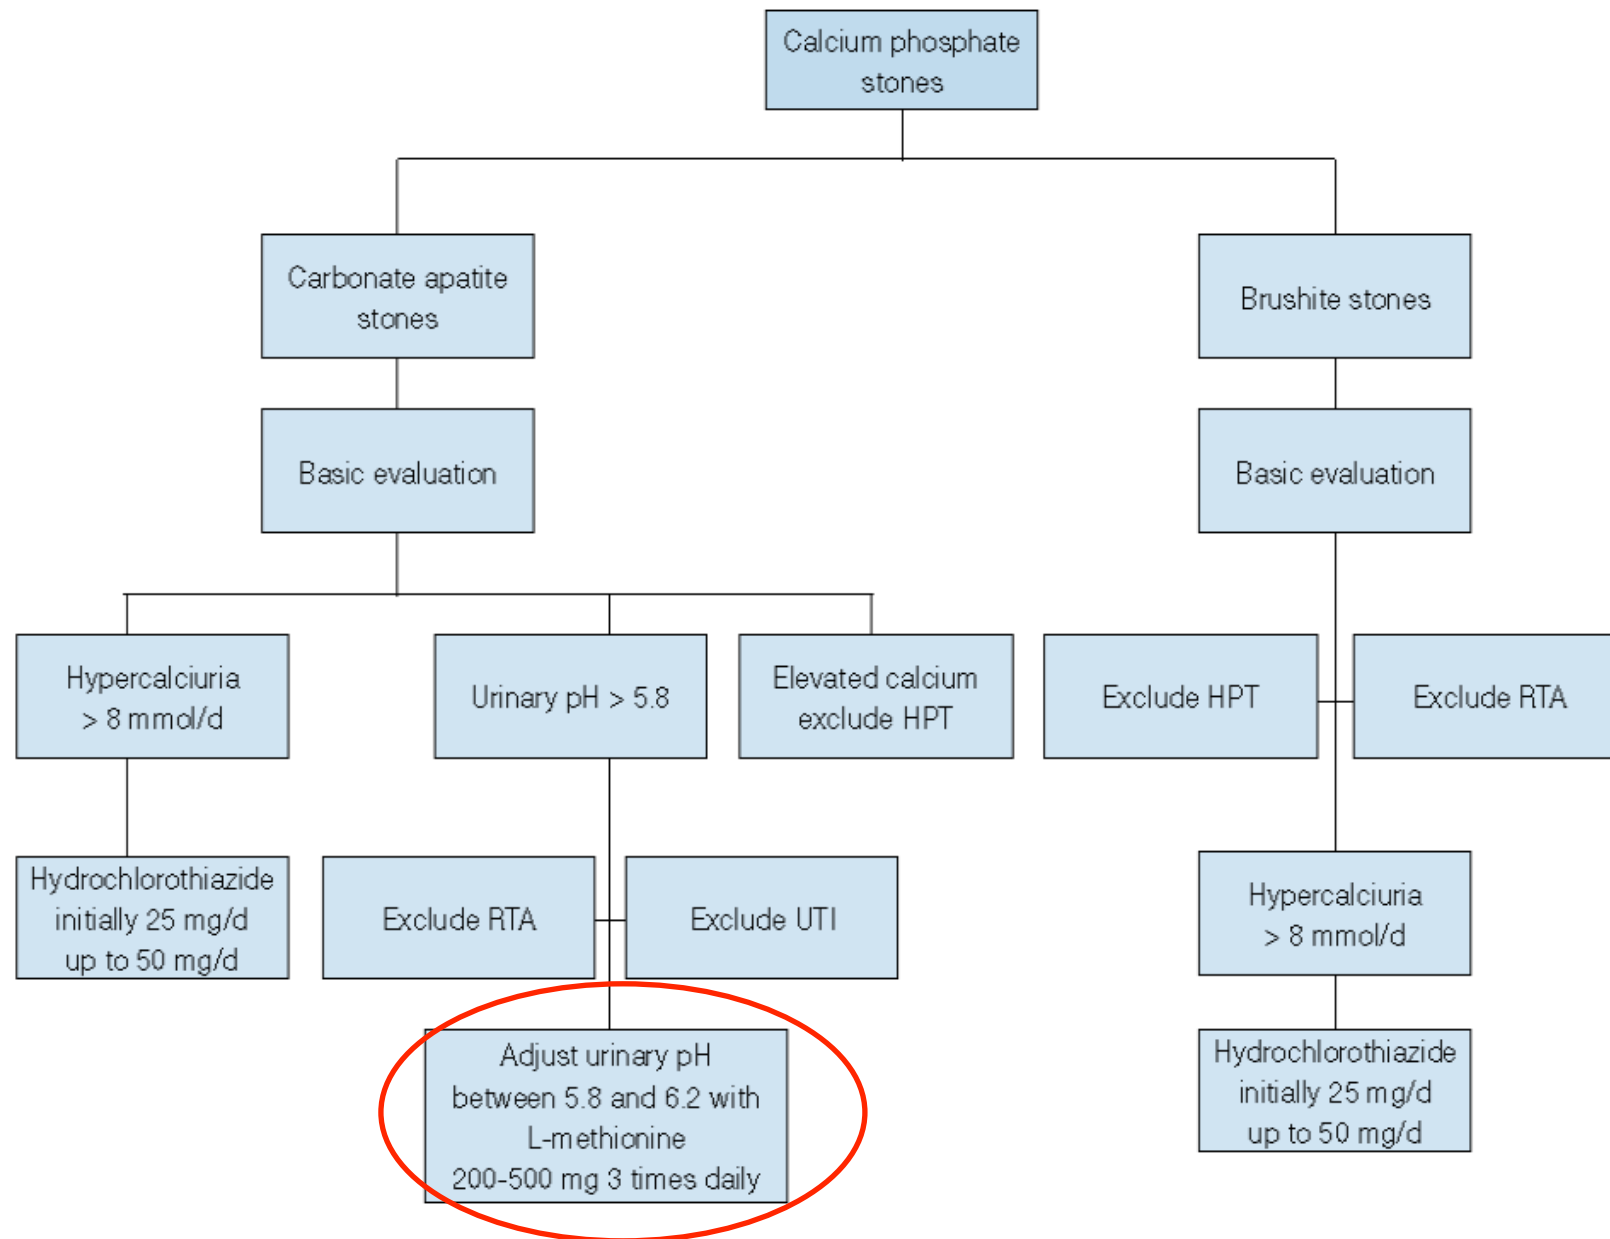 Calcium phosphate
stones
Carbonate apatite
stones
Brushite stones
Basic evaluation
Basic evaluation
Hypercalciuria
> 8 mmol/d
Urinary pH > 5.8
Elevated calcium
exclude HPT
Exclude HPT
Exclude RTA
Hydrochlorothiazide
initially 25 mg/d
up to 50 mg/d
Exclude RTA
Exclude UTI
Hypercalciuria
> 8 mmol/d
Adjust urinary pH
between 5.8 and 6.2 with
L-methionine
200-500 mg 3 times daily
Hydrochlorothiazide
initially 25 mg/d
up to 50 mg/d